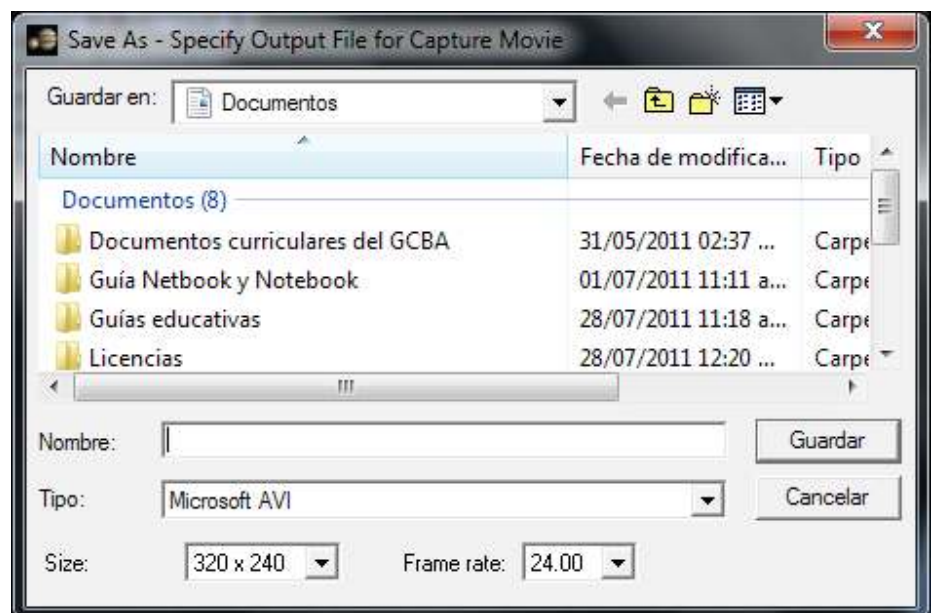 Save As - Specify Output File for Capture Movie
Guardar en: Documentos
Nombre Fecha de modifica... Tipo
Documentos (8)
Documentos curriculares del GCBA 31/05/2011 02:37 ... Carpe
Guía Netbook y Notebook 01/07/2011 11:11 a... Carpe
Guías educativas 28/07/2011 11:18 a... Carpe
Licencias 28/07/2011 12:20 ... Carpe
Nombre: Guardar
Tipo: Microsoft AVI Cancelar
Size: 320 x 240 Frame rate: 24.00